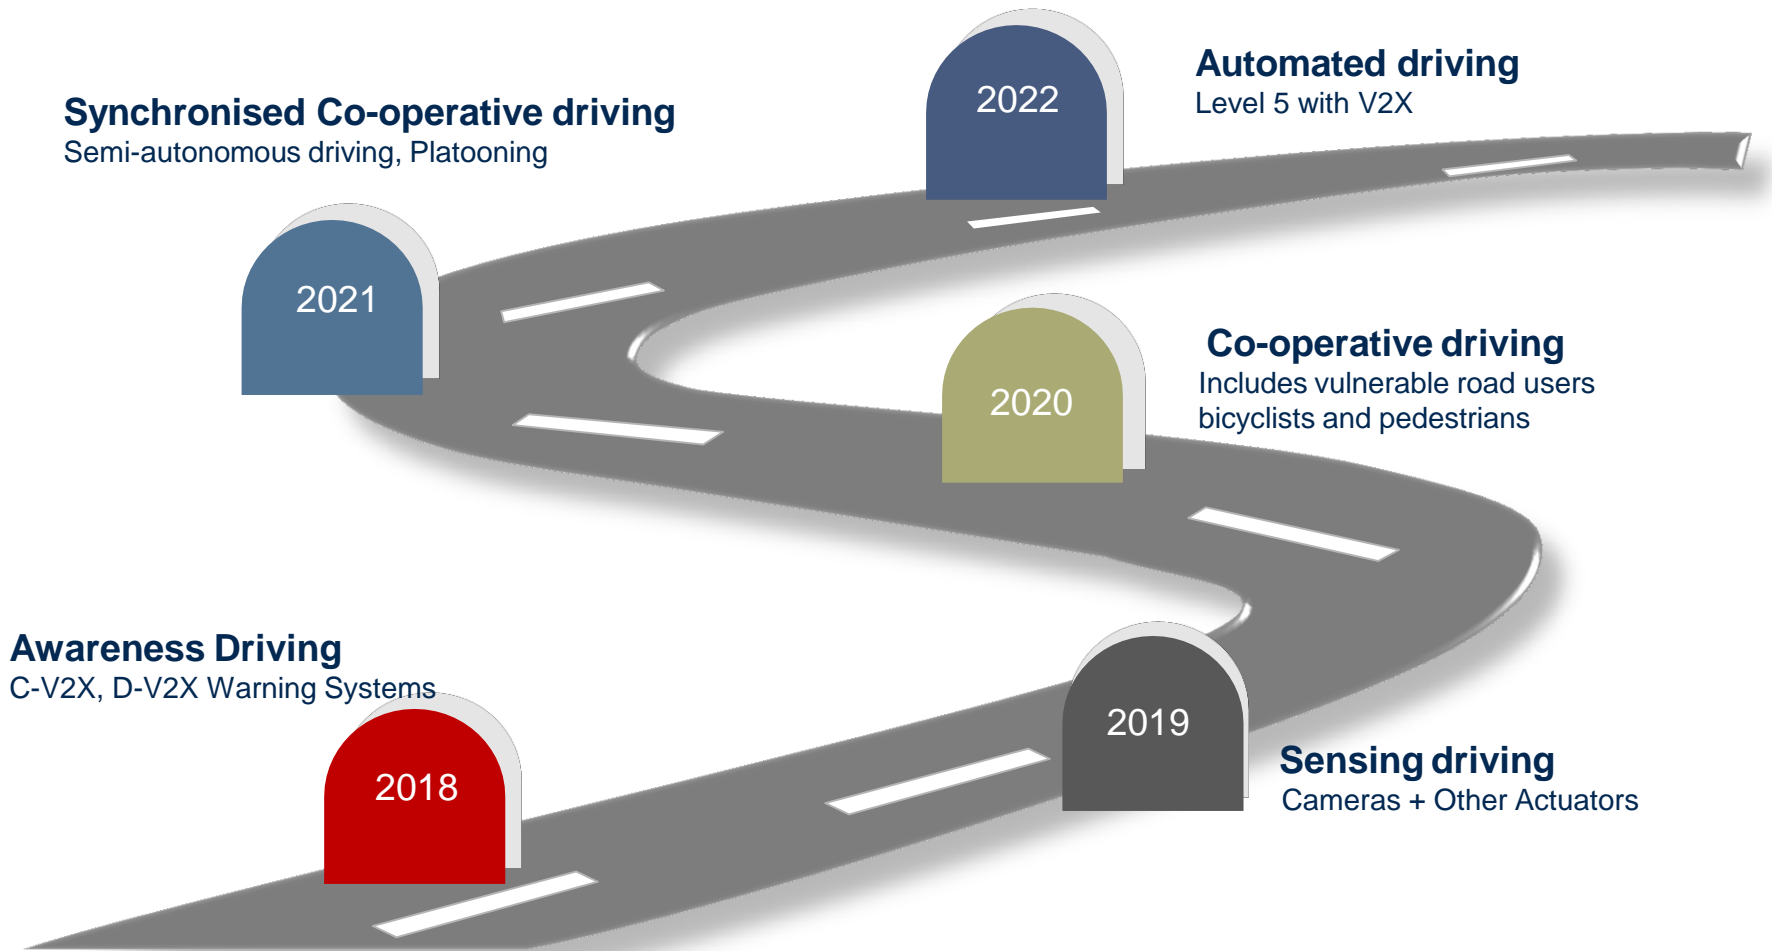 2022
Automated driving
Level 5 with V2X
Synchronised Co-operative driving
Semi-autonomous driving, Platooning
2021
Co-operative driving
Includes vulnerable road users
bicyclists and pedestrians
2020
Awareness Driving
C-V2X, D-V2X Warning Systems
2018
2019
Sensing driving
Cameras + Other Actuators